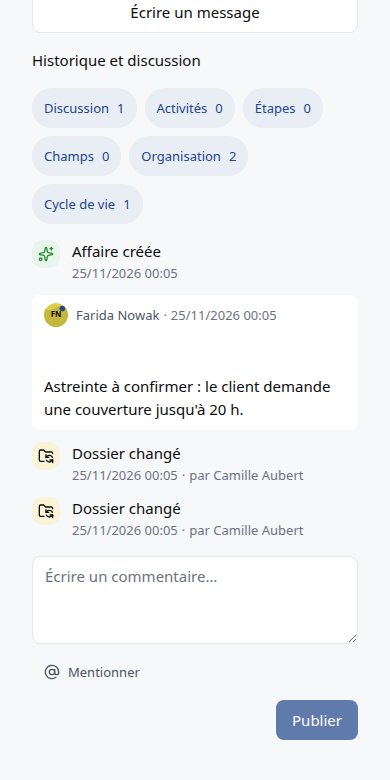 Écrire un message
Historique et discussion
Discussion 1
Activités 0
Étapes 0
Champs 0
Organisation 2
Cycle de vie 1
Affaire créée
25/11/2026 00:05
FN Farida Nowak · 25/11/2026 00:05
Astreinte à confirmer : le client demande
une couverture jusqu'à 20 h.
Dossier changé
25/11/2026 00:05 · par Camille Aubert
Dossier changé
25/11/2026 00:05 · par Camille Aubert
Écrire un commentaire...
Mentionner
Publier